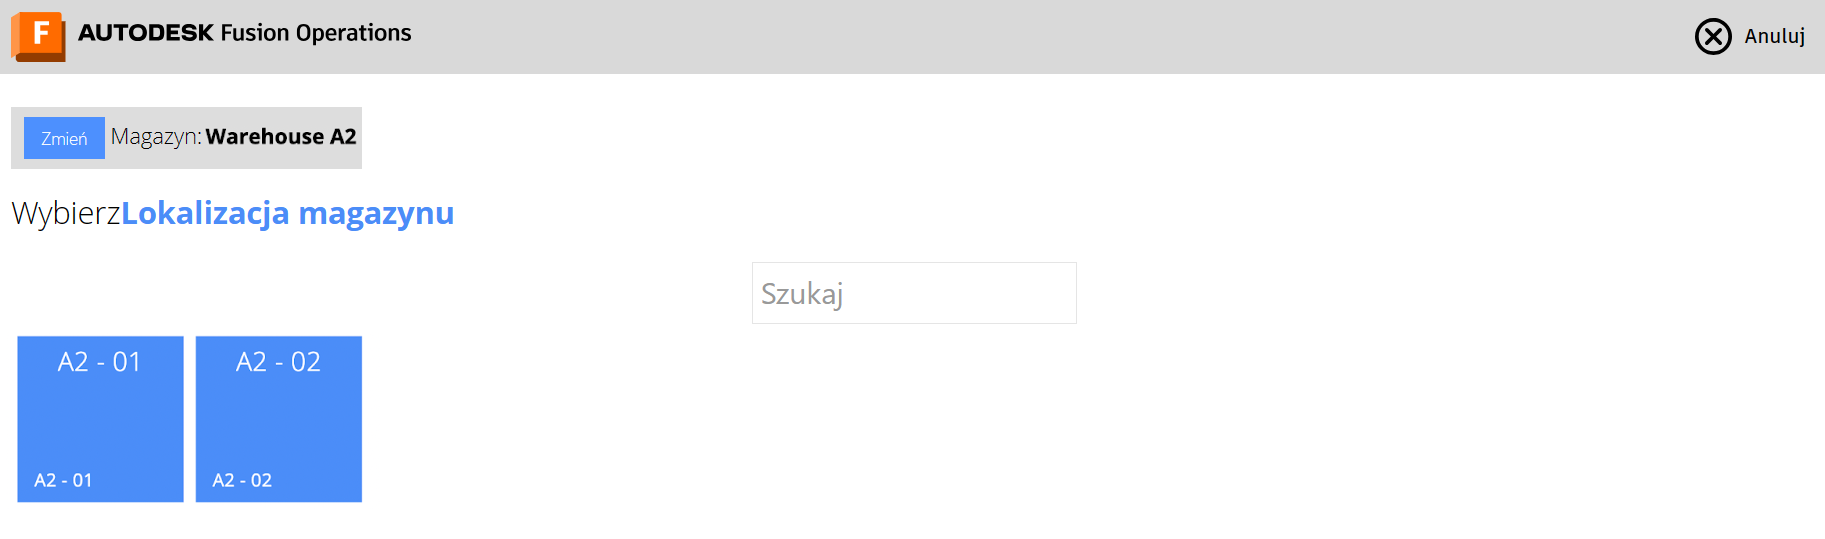 F AUTODESK Fusion Operations
Anuluj
Zmień Magazyn: Warehouse A2
WybierzLokalizacja magazynu
Szukaj
A2 - 01 A2 - 02
A2 - 01 A2 - 02